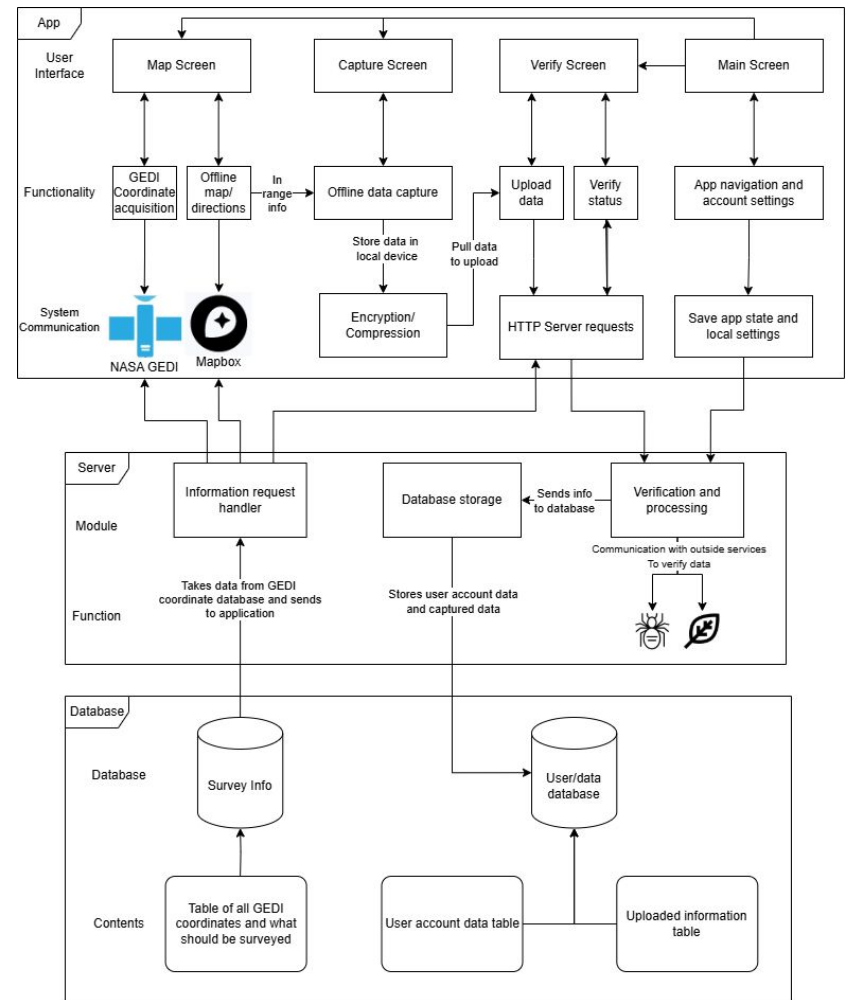 App
User
Interface
Map Screen
Capture Screen
Verify Screen
Main Screen
Functionality
GEDI
Coordinate
acquisition
Offline
map/
directions
In
range
info
Offline data capture
Upload
data
Verify
status
App navigation and
account settings
Store data in
local device
Pull data
to upload
System
Communication
NASA GEDI
Mapbox
Encryption/
Compression
HTTP Server requests
Save app state and
local settings
Server
Module
Information request
handler
Database storage
Sends info
to database
Verification and
processing
Communication with outside services
To verify data
Function
Takes data from GEDI
coordinate database and sends
to application
Stores user account data
and captured data
Database
Database
Survey Info
User/data
database
Contents
Table of all GEDI
coordinates and what
should be surveyed
User account data table
Uploaded information
table